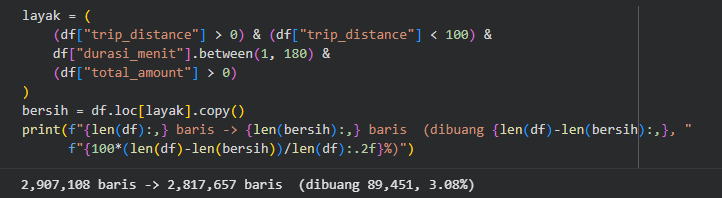 layak = (
    (df["trip_distance"] > 0) & (df["trip_distance"] < 100) &
    df["durasi_menit"].between(1, 180) &
    (df["total_amount"] > 0)
)
bersih = df.loc[layak].copy()
print(f"{len(df):,} baris -> {len(bersih):,} baris  (dibuang {len(df)-len(bersih):,}, "
      f"{100*(len(df)-len(bersih))/len(df):.2f}%)")
2,907,108 baris -> 2,817,657 baris  (dibuang 89,451, 3.08%)